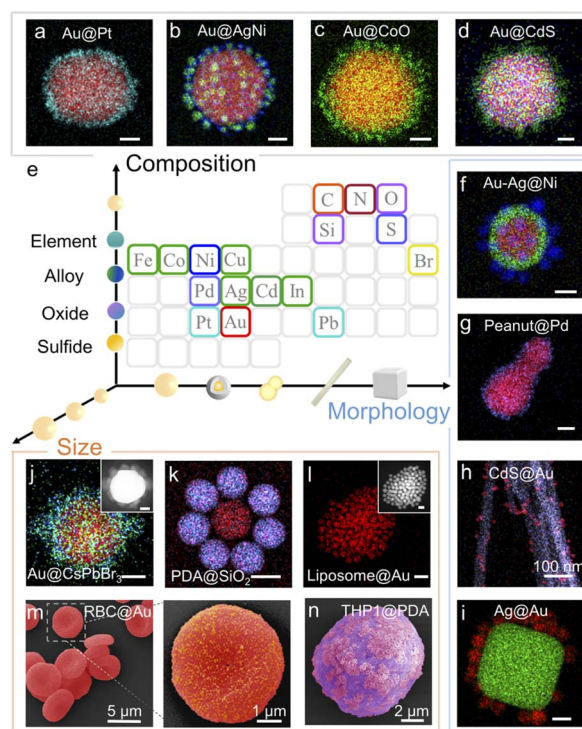 a Au@Pt
b Au@AgNi
c Au@CoO
d Au@CdS
e Composition
C N O
Element
Si S
Alloy
Fe Co Ni Cu Br
Pd Ag Cd In
Oxide
Pt Au Pb
Sulfide
Morphology
Size
f Au-Ag@Ni
g Peanut@Pd
h CdS@Au
100 nm
i Ag@Au
j Au@CsPbBr₃
k PDA@SiO₂
l Liposome@Au
m RBC@Au
5 μm
1 μm
n THP1@PDA
2 μm